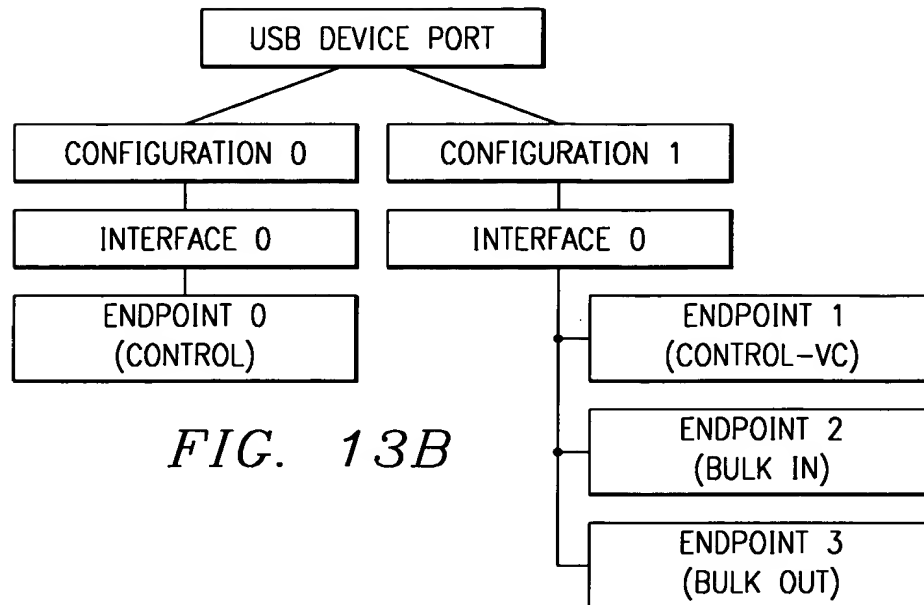 USB DEVICE PORT
CONFIGURATION 0
CONFIGURATION 1
INTERFACE 0
INTERFACE 0
ENDPOINT 0
(CONTROL)
ENDPOINT 1
(CONTROL-VC)
ENDPOINT 2
(BULK IN)
ENDPOINT 3
(BULK OUT)
FIG. 13B